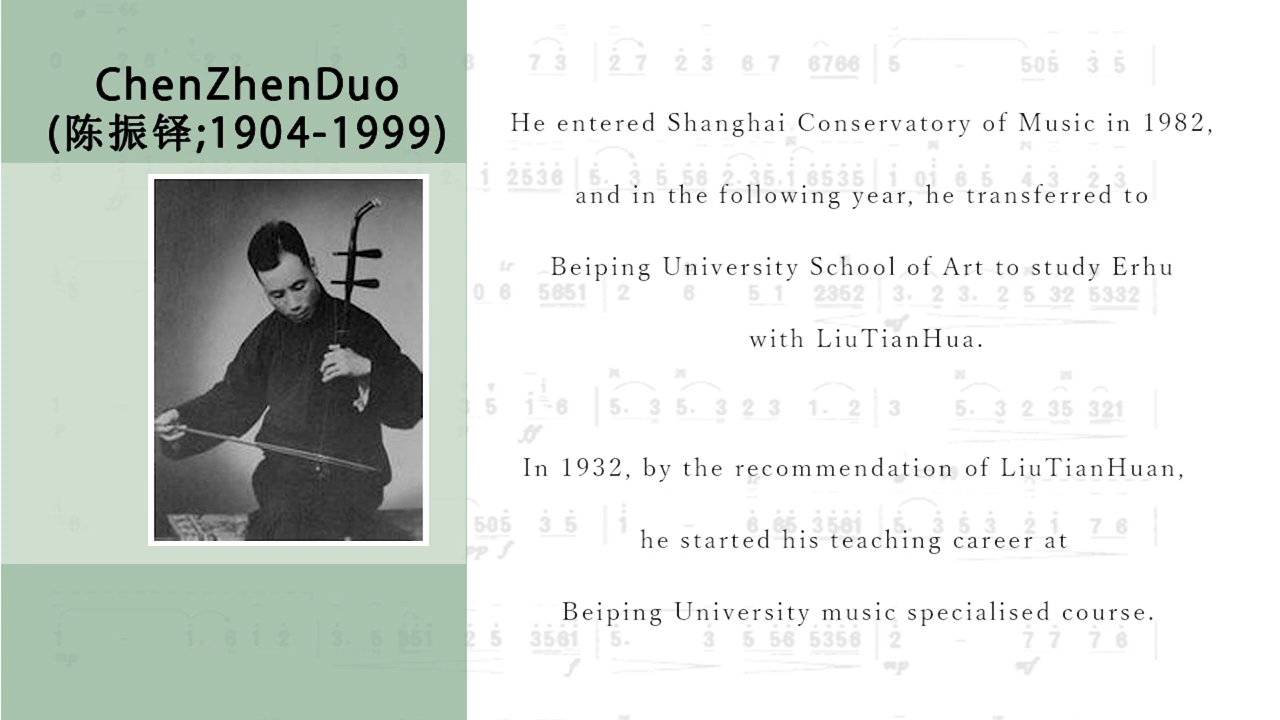 ChenZhenDuo
(陈振铎;1904-1999)
He entered Shanghai Conservatory of Music in 1982,
and in the following year, he transferred to
Beiping University School of Art to study Erhu
with LiuTianHua.
In 1932, by the recommendation of LiuTianHuan,
he started his teaching career at
Beiping University music specialised course.